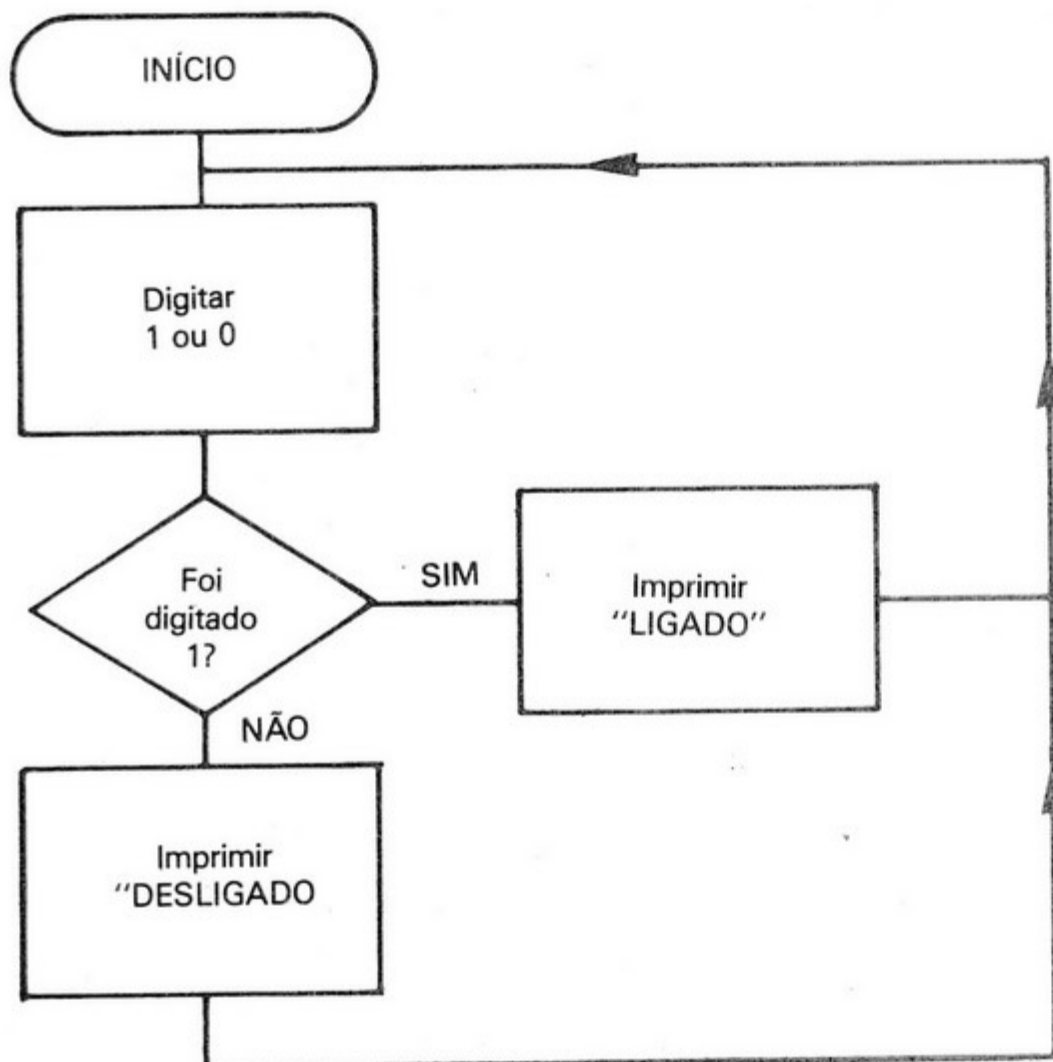 INÍCIO
Digitar
1 ou 0
Foi
digitado
1?
SIM
Imprimir
“LIGADO”
NÃO
Imprimir
“DESLIGADO